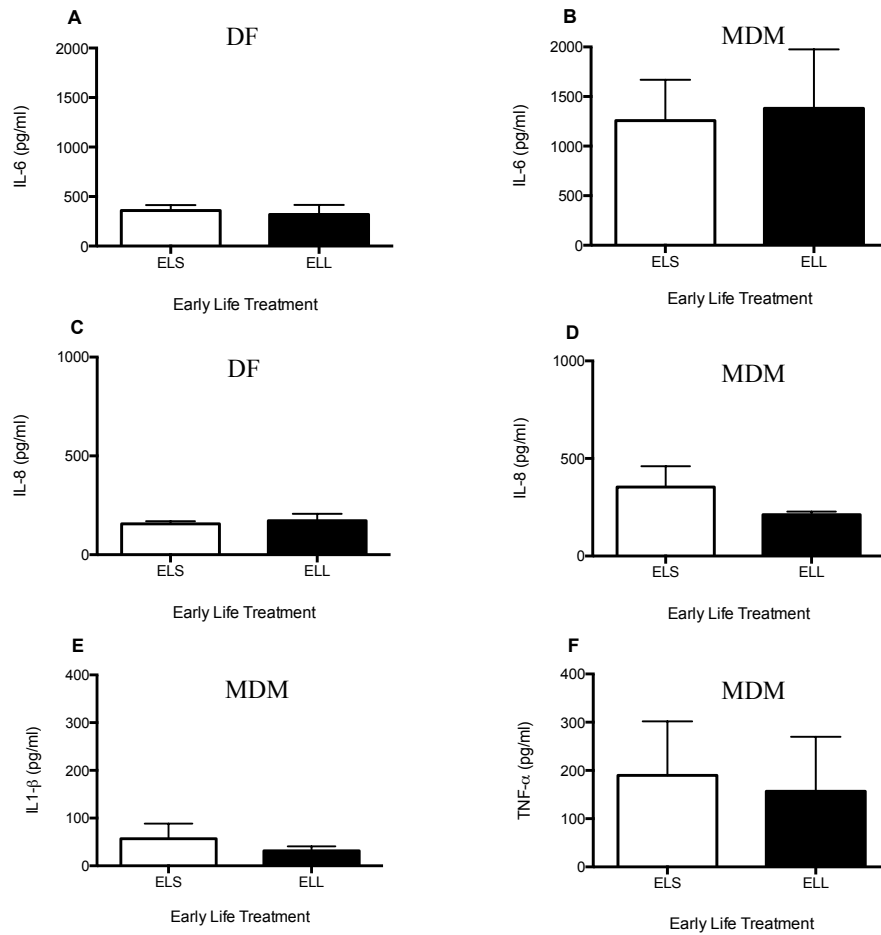 A
DF
2000
1500
1000
500
0
IL-6 (pg/ml)
ELS ELL
Early Life Treatment
B
MDM
2000
1500
1000
500
0
IL-6 (pg/ml)
ELS ELL
Early Life Treatment
C
DF
1000
500
0
IL-8 (pg/ml)
ELS ELL
Early Life Treatment
D
MDM
1000
500
0
IL-8 (pg/ml)
ELS ELL
Early Life Treatment
E
MDM
400
300
200
100
0
IL1-β (pg/ml)
ELS ELL
Early Life Treatment
F
MDM
400
300
200
100
0
TNF-α (pg/ml)
ELS ELL
Early Life Treatment